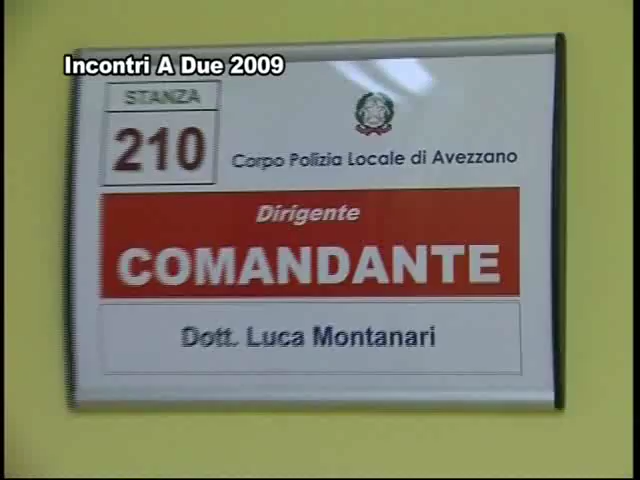 Incontri A Due 2009
STANZA
210
Corpo Polizia Locale di Avezzano
Dirigente
COMANDANTE
Dott. Luca Montanari